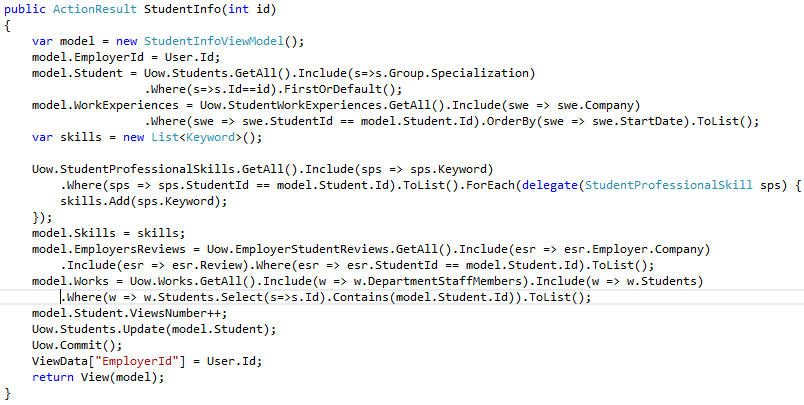 public ActionResult StudentInfo(int id)
{
    var model = new StudentInfoViewModel();
    model.EmployerId = User.Id;
    model.Student = Uow.Students.GetAll().Include(s=>s.Group.Specialization)
                    .Where(s=>s.Id==id).FirstOrDefault();
    model.WorkExperiences = Uow.StudentWorkExperiences.GetAll().Include(swe => swe.Company)
                    .Where(swe => swe.StudentId == model.Student.Id).OrderBy(swe => swe.StartDate).ToList();
    var skills = new List<Keyword>();

    Uow.StudentProfessionalSkills.GetAll().Include(sps => sps.Keyword)
        .Where(sps => sps.StudentId == model.Student.Id).ToList().ForEach(delegate(StudentProfessionalSkill sps) {
        skills.Add(sps.Keyword);
    });
    model.Skills = skills;
    model.EmployersReviews = Uow.EmployerStudentReviews.GetAll().Include(esr => esr.Employer.Company)
        .Include(esr => esr.Review).Where(esr => esr.StudentId == model.Student.Id).ToList();
    model.Works = Uow.Works.GetAll().Include(w => w.DepartmentStaffMembers).Include(w => w.Students)
        .Where(w => w.Students.Select(s=>s.Id).Contains(model.Student.Id)).ToList();
    model.Student.ViewsNumber++;
    Uow.Students.Update(model.Student);
    Uow.Commit();
    ViewData["EmployerId"] = User.Id;
    return View(model);
}